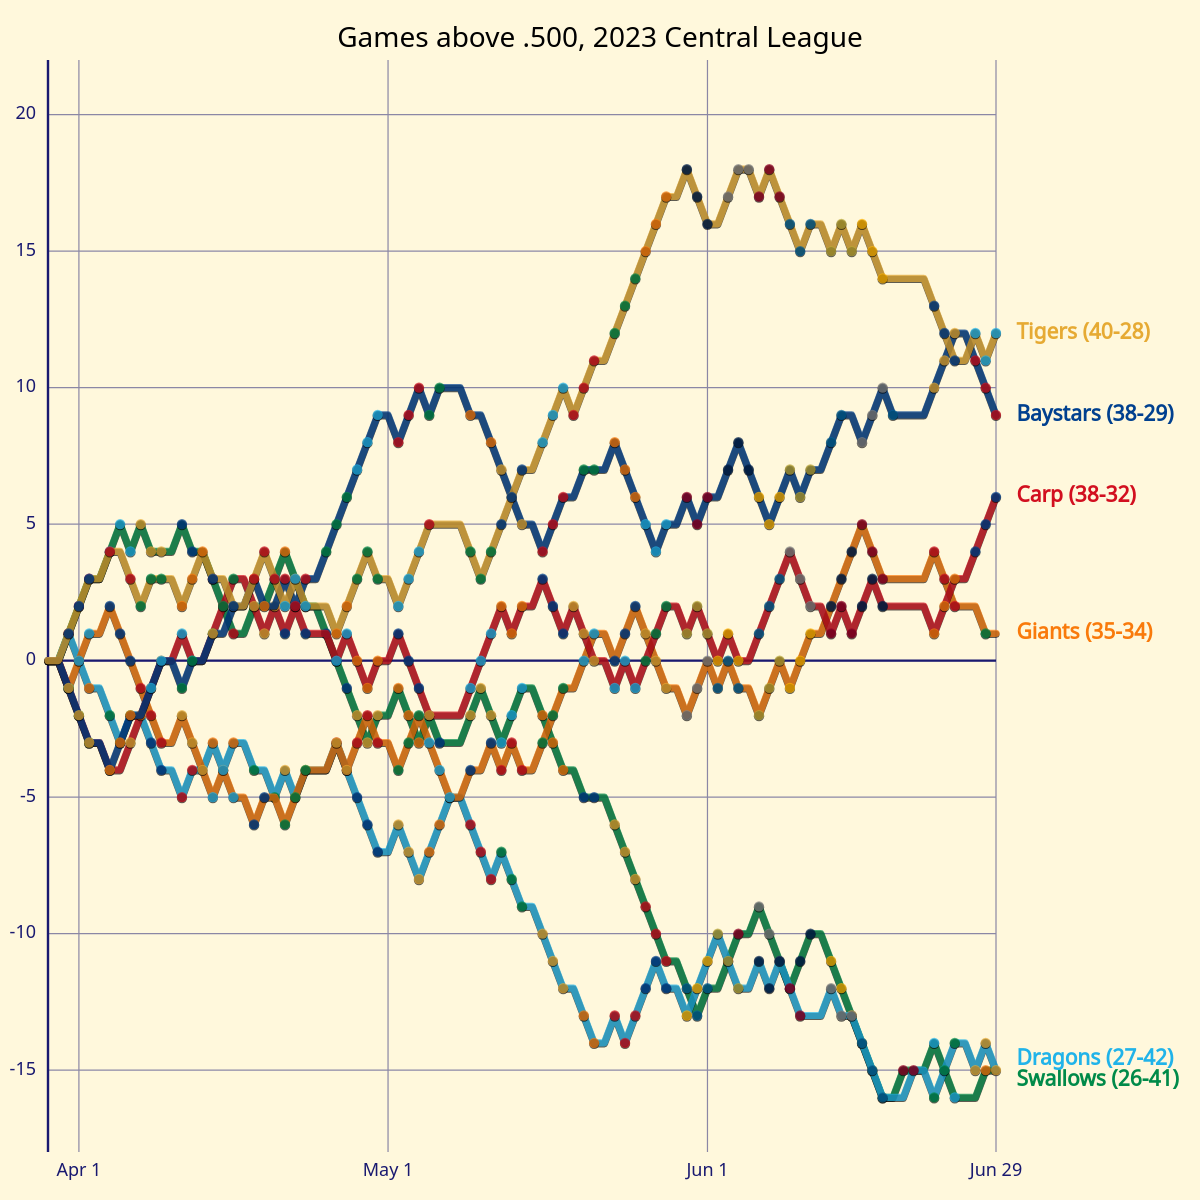 Games above .500, 2023 Central League
20
15
10
5
0
-5
-10
-15
Tigers (40-28)
Baystars (38-29)
Carp (38-32)
Giants (35-34)
Dragons (27-42)
Swallows (26-41)
Apr 1
May 1
Jun 1
Jun 29